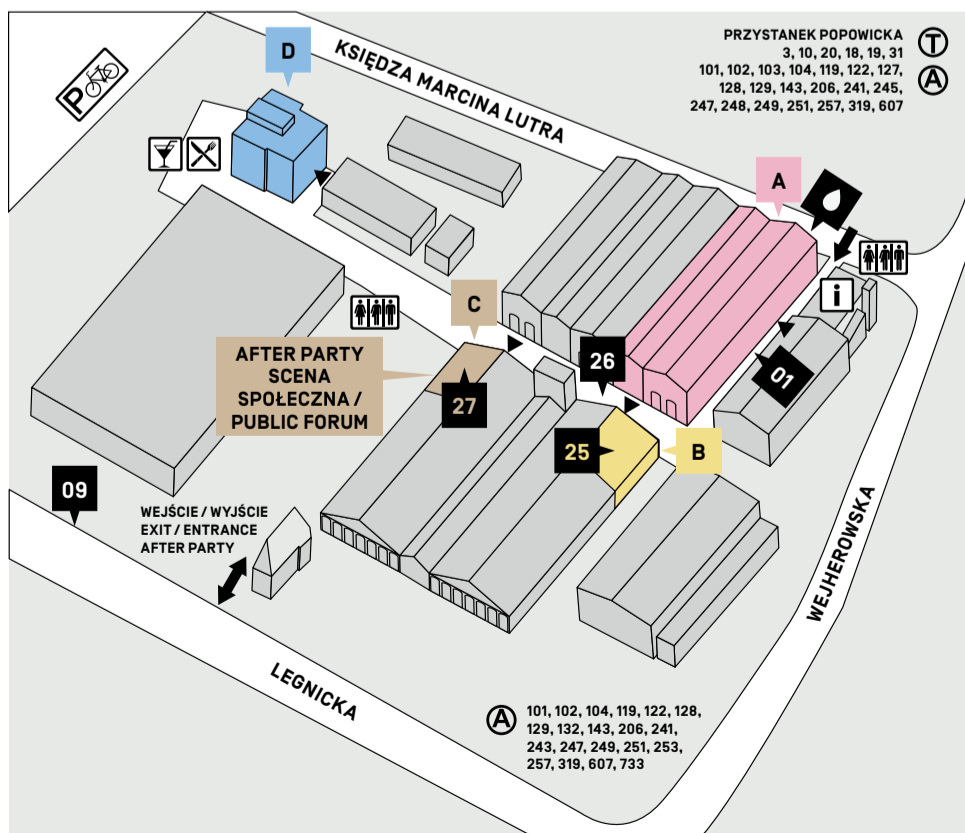 D
KSIĘDZA MARCINA LUTRA
PRZYSTANEK POPOWICKA
3, 10, 20, 18, 19, 31
101, 102, 103, 104, 119, 122, 127,
128, 129, 143, 206, 241, 245,
247, 248, 249, 251, 257, 319, 607
T
A
P
A
i
C
26
01
AFTER PARTY
SCENA
SPOŁECZNA /
PUBLIC FORUM
27
25
B
09
WEJŚCIE / WYJŚCIE
EXIT / ENTRANCE
AFTER PARTY
WEJHEROWSKA
LEGNICKA
A
101, 102, 104, 119, 122, 128,
129, 132, 143, 206, 241,
243, 247, 249, 251, 253,
257, 319, 607, 733